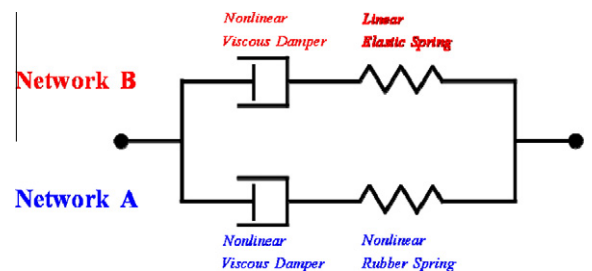 Nonlinear
Viscous Damper
Linear
Elastic Spring
Network B
Network A
Nonlinear
Viscous Damper
Nonlinear
Rubber Spring